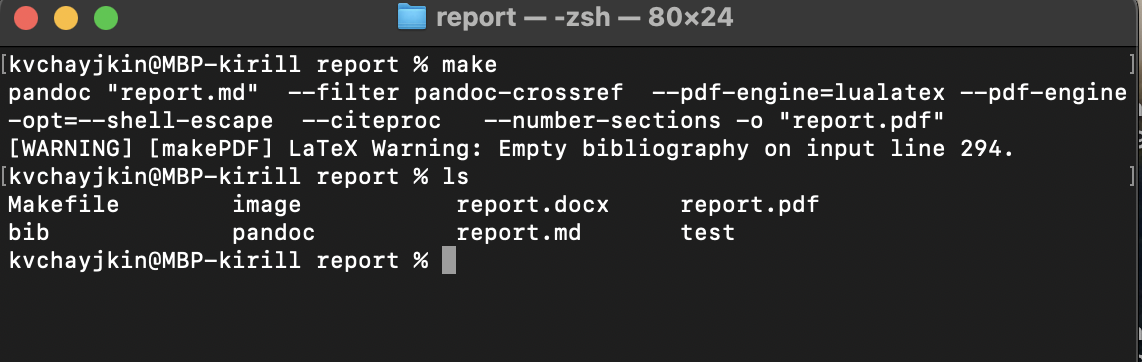 report — -zsh — 80×24
[kvchayjkin@MBP-kirill report % make ]
pandoc "report.md"  --filter pandoc-crossref  --pdf-engine=lualatex --pdf-engine
-opt=--shell-escape  --citeproc   --number-sections -o "report.pdf"
[WARNING] [makePDF] LaTeX Warning: Empty bibliography on input line 294.
[kvchayjkin@MBP-kirill report % ls ]
Makefile        image           report.docx     report.pdf
bib             pandoc          report.md       test
kvchayjkin@MBP-kirill report %